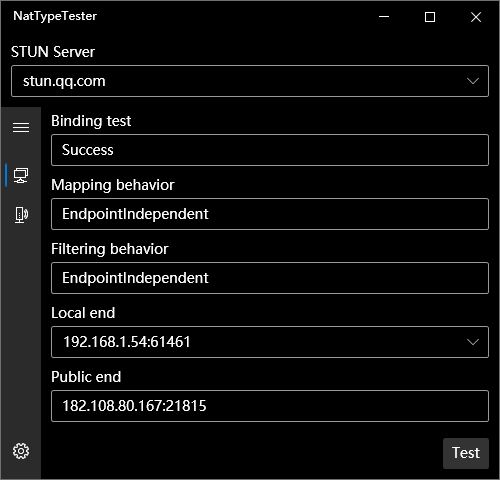 NatTypeTester
STUN Server
stun.qq.com
Binding test
Success
Mapping behavior
EndpointIndependent
Filtering behavior
EndpointIndependent
Local end
192.168.1.54:61461
Public end
182.108.80.167:21815
Test